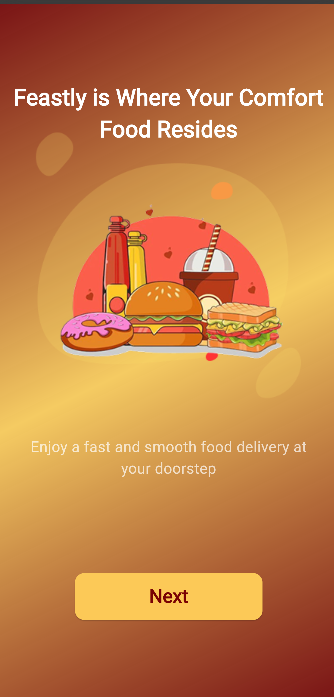 Feastly is Where Your Comfort
Food Resides
Enjoy a fast and smooth food delivery at
your doorstep
Next